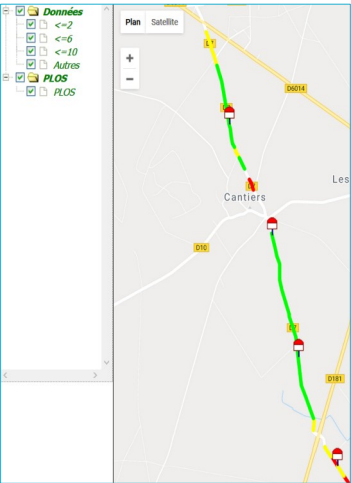 Données
<=2
<=6
<=10
Autres
PLOS
PLOS
Plan Satellite
+
−
D6014
Les
Cantiers
D10
D181